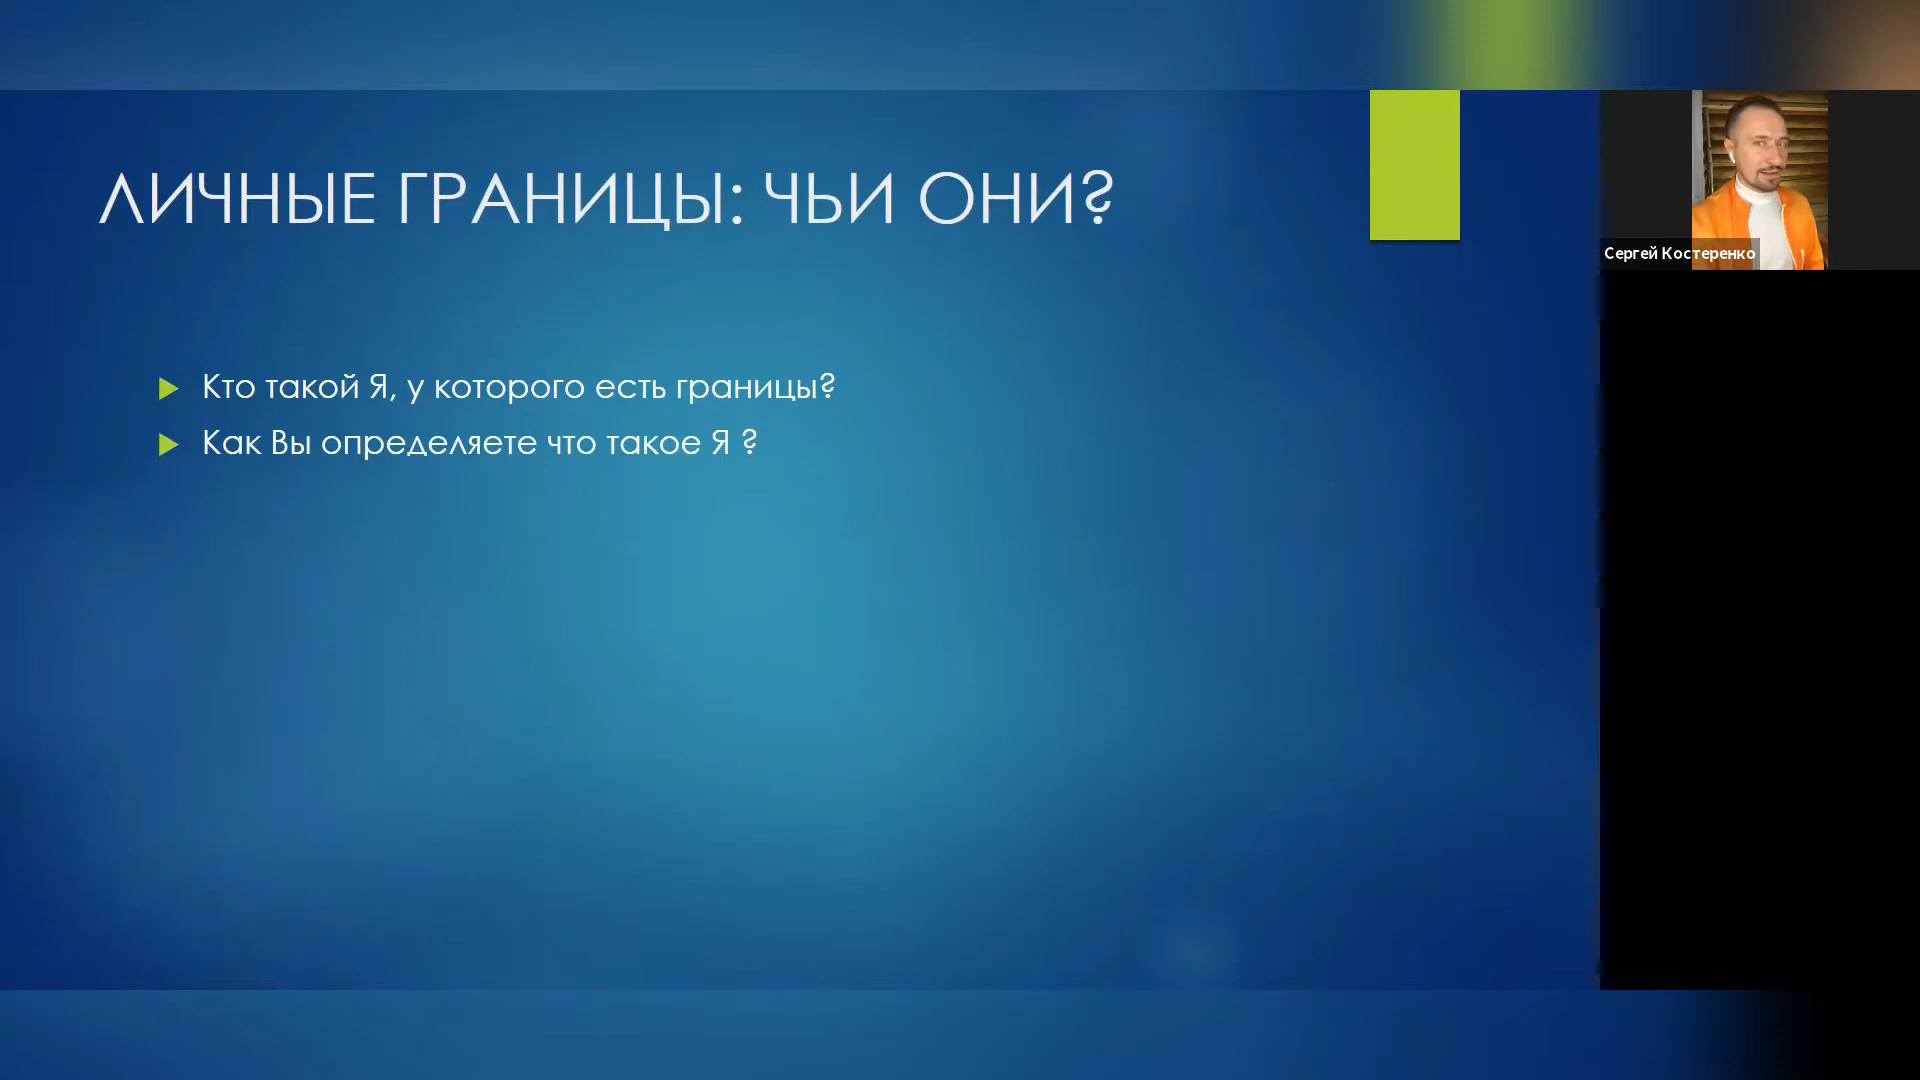 ЛИЧНЫЕ ГРАНИЦЫ: ЧЬИ ОНИ?
Кто такой Я, у которого есть границы?
Как Вы определяете что такое Я ?
Сергей Костеренко